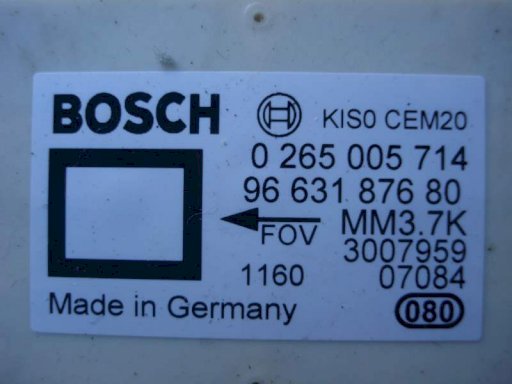 BOSCH KIS0 CEM20
0 265 005 714
96 631 876 80
MM3.7K
FOV
3007959
1160 07084
Made in Germany 080